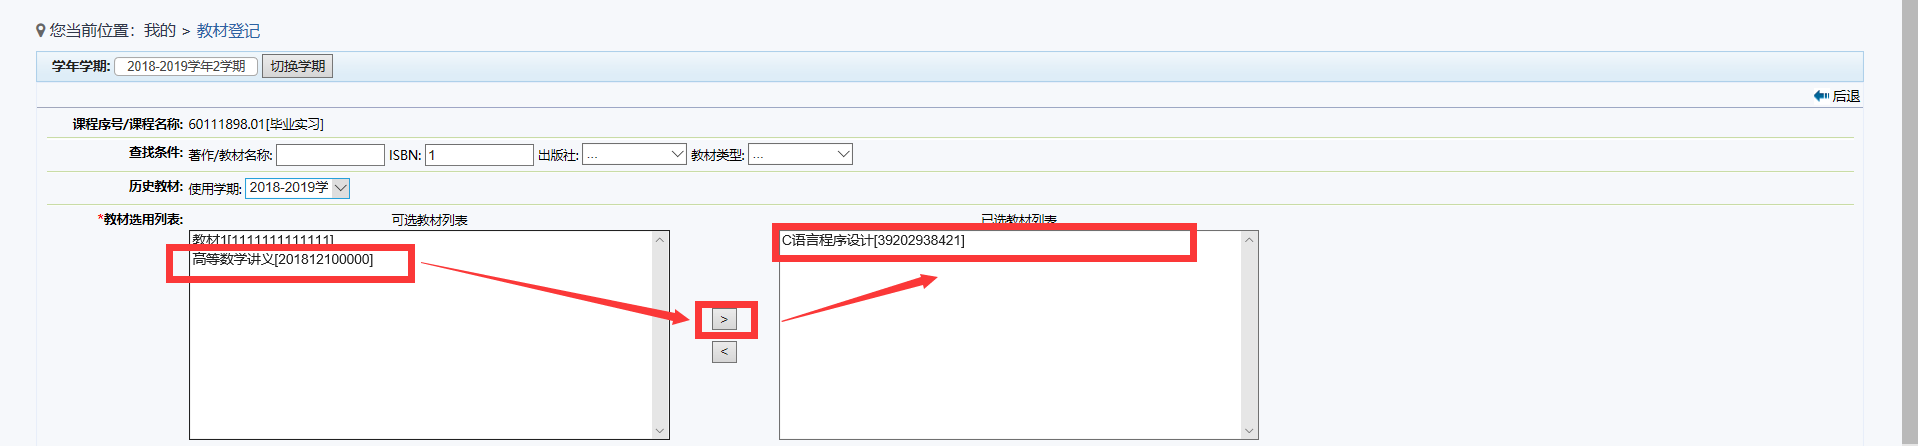 您当前位置：我的 > 教材登记
学年学期: 2018-2019学年2学期 切换学期
后退
课程序号/课程名称: 60111898.01[毕业实习]
查找条件: 著作/教材名称: ISBN: 1 出版社: ... 教材类型: ...
历史教材: 使用学期: 2018-2019学
*教材选用列表: 可选教材列表 已选教材列表
教材1[1111111111111] C语言程序设计[39202938421]
高等数学讲义[201812100000]
>
<